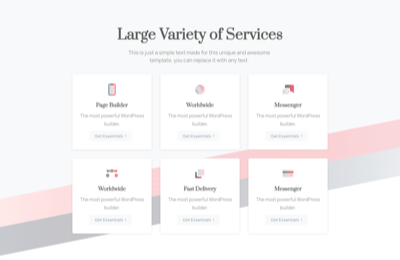 Large Variety of Services
This is just a simple text made for this unique and awesome
template, you can replace it with any text
Page Builder
The most powerful WordPress
builder.
Get Essentials
Worldwide
The most powerful WordPress
builder.
Get Essentials
Messenger
The most powerful WordPress
builder.
Get Essentials
Worldwide
The most powerful WordPress
builder.
Get Essentials
Fast Delivery
The most powerful WordPress
builder.
Get Essentials
Messenger
The most powerful WordPress
builder.
Get Essentials